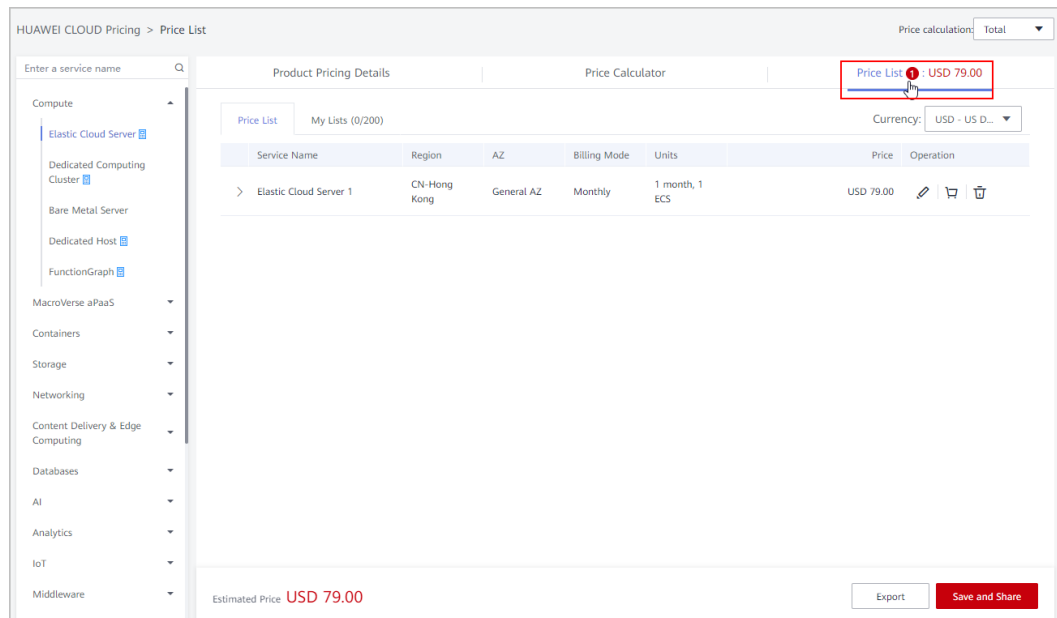 HUAWEI CLOUD Pricing > Price List
Price calculation: Total
Enter a service name
Compute
Elastic Cloud Server
Dedicated Computing
Cluster
Bare Metal Server
Dedicated Host
FunctionGraph
MacroVerse aPaaS
Containers
Storage
Networking
Content Delivery & Edge
Computing
Databases
AI
Analytics
IoT
Middleware
Product Pricing Details
Price Calculator
Price List 1 : USD 79.00
Price List
My Lists (0/200)
Currency: USD - US D...
Service Name Region AZ Billing Mode Units Price Operation
Elastic Cloud Server 1
CN-Hong
Kong
General AZ
Monthly
1 month, 1
ECS
USD 79.00
Estimated Price USD 79.00
Export
Save and Share